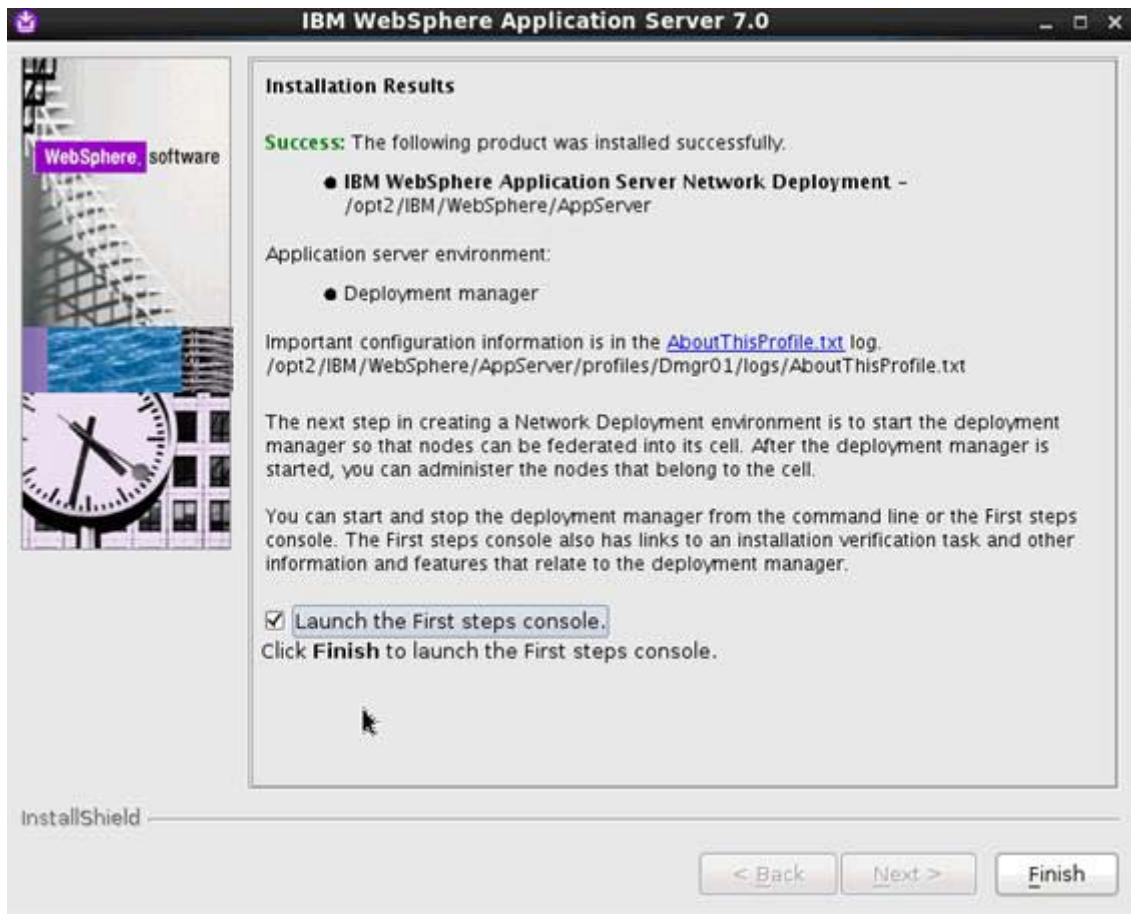 IBM WebSphere Application Server 7.0
WebSphere. software
Installation Results
Success: The following product was installed successfully.
● IBM WebSphere Application Server Network Deployment –
/opt2/IBM/WebSphere/AppServer
Application server environment:
● Deployment manager
Important configuration information is in the AboutThisProfile.txt log.
/opt2/IBM/WebSphere/AppServer/profiles/Dmgr01/logs/AboutThisProfile.txt
The next step in creating a Network Deployment environment is to start the deployment
manager so that nodes can be federated into its cell. After the deployment manager is
started, you can administer the nodes that belong to the cell.
You can start and stop the deployment manager from the command line or the First steps
console. The First steps console also has links to an installation verification task and other
information and features that relate to the deployment manager.
Launch the First steps console.
Click Finish to launch the First steps console.
InstallShield
< Back
Next >
Finish